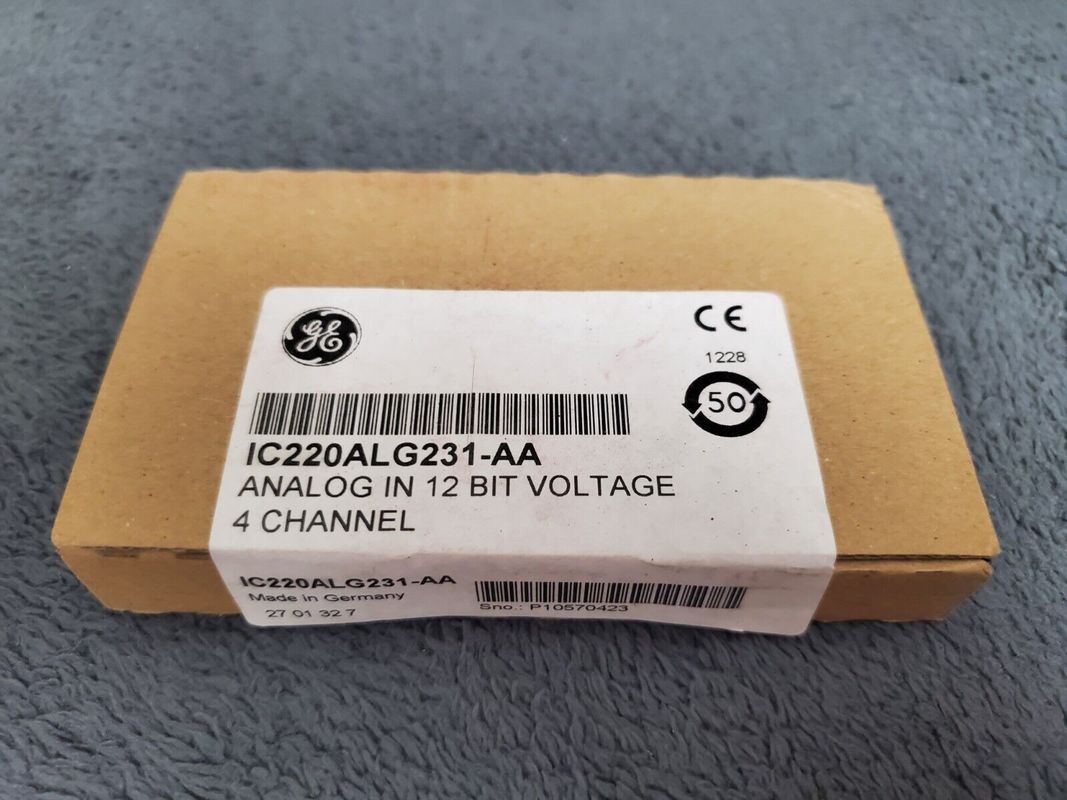 GE
CE
1228
50
IC220ALG231-AA
ANALOG IN 12 BIT VOLTAGE
4 CHANNEL
IC220ALG231-AA
Made in Germany
27 01 32 7
Sno.: P10570423